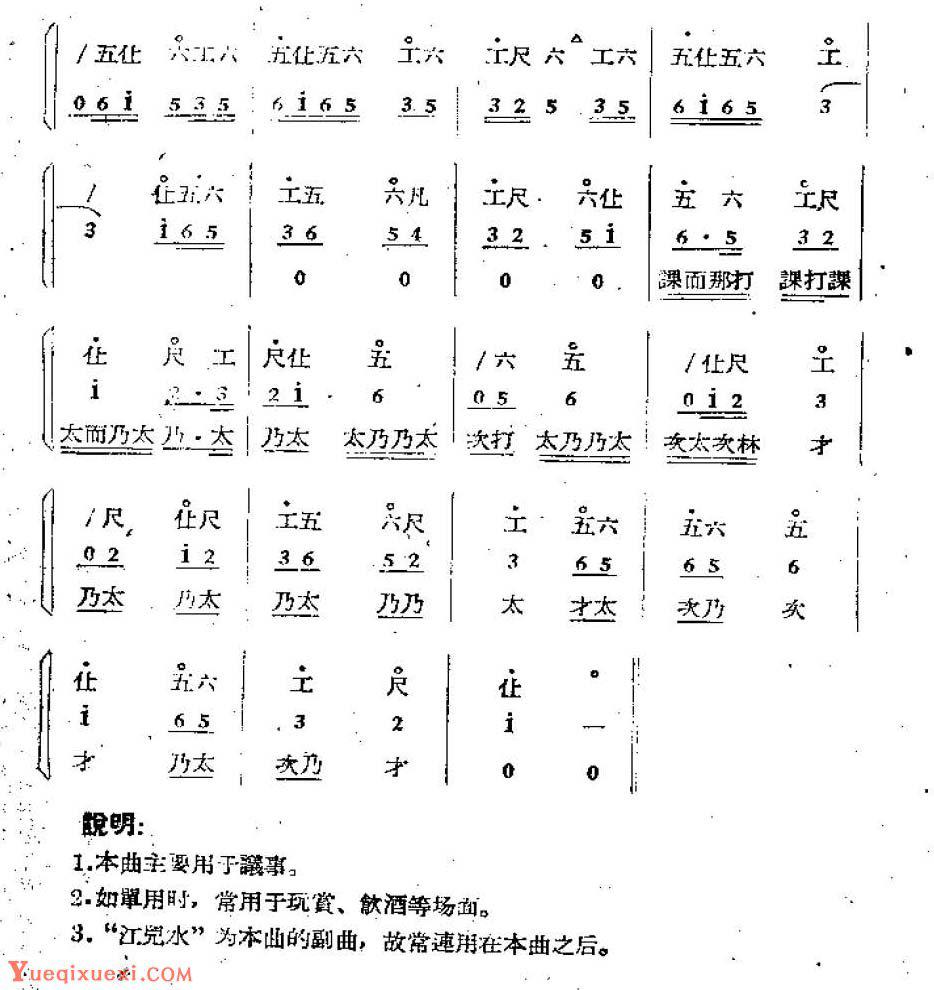 /五仩 六工六 五仩五六 工六 工尺 六 工六 五仩五六 工
0 6 i 5 3 5 6 i 6 5 3 5 3 2 5 3 5 6 i 6 5 3
/ 仩五六 工五 六凡 工尺 · 六仩 五 六 工尺
3 i 6 5 3 6 5 4 3 2 · 5 i 6 · 5 3 2
0 0 0 0 課而那打 課打課
仩 尺 工 尺仩 五 /六 五 /仩尺 工
i 2 · 3 2 i · 6 0 5 6 0 i 2 3
太而乃太 乃·太 乃太 太乃乃太 次打 太乃乃太 次太次林 才
/尺 仩尺 工五 六尺 工 五六 五六 五
0 2 i 2 3 6 5 2 3 6 5 6 5 6
乃太 乃太 乃太 乃乃 太 才太 次乃 次
仩 五六 工 尺 仩
i 6 5 3 2 i —
才 乃太 次乃 才 0 0
說明:
1.本曲主要用于議事。
2.如單用时，常用于玩賞、飲酒等场面。
3.“江兒水”为本曲的副曲，故常連用在本曲之后。
Yueqixuexi.com